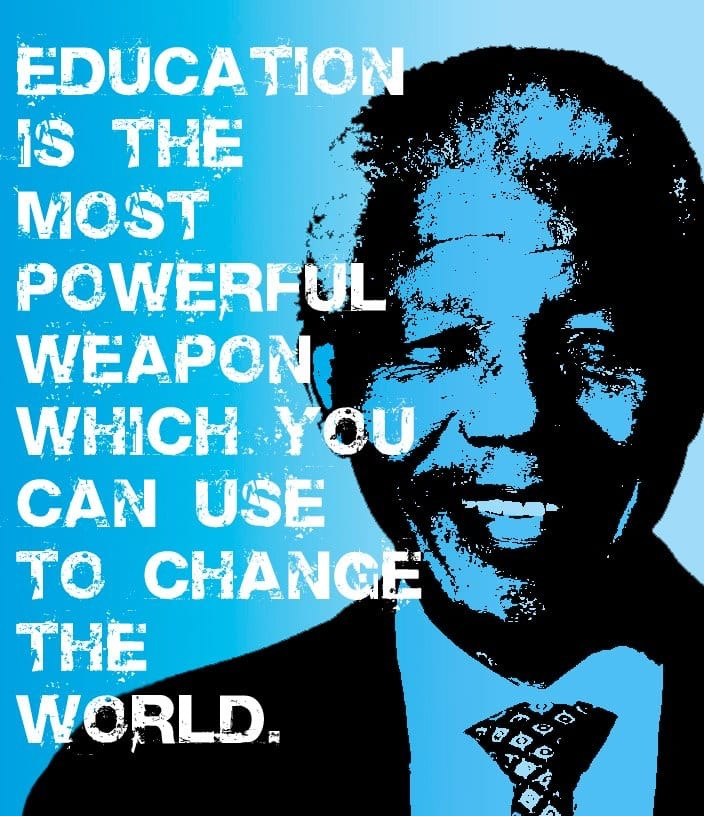 EDUCATION
IS THE
MOST
POWERFUL
WEAPON
WHICH YOU
CAN USE
TO CHANGE
THE
WORLD.